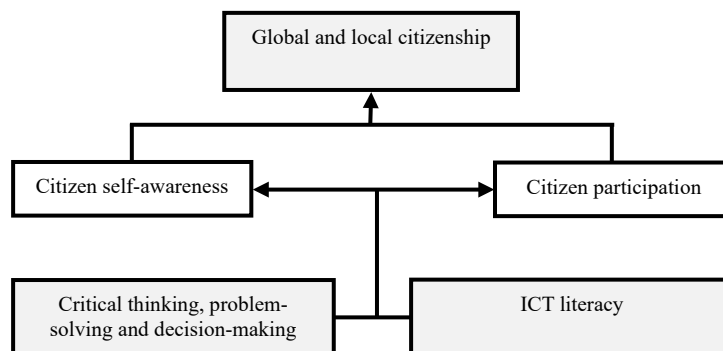 Global and local citizenship
Citizen self-awareness
Citizen participation
Critical thinking, problem-
solving and decision-making
ICT literacy